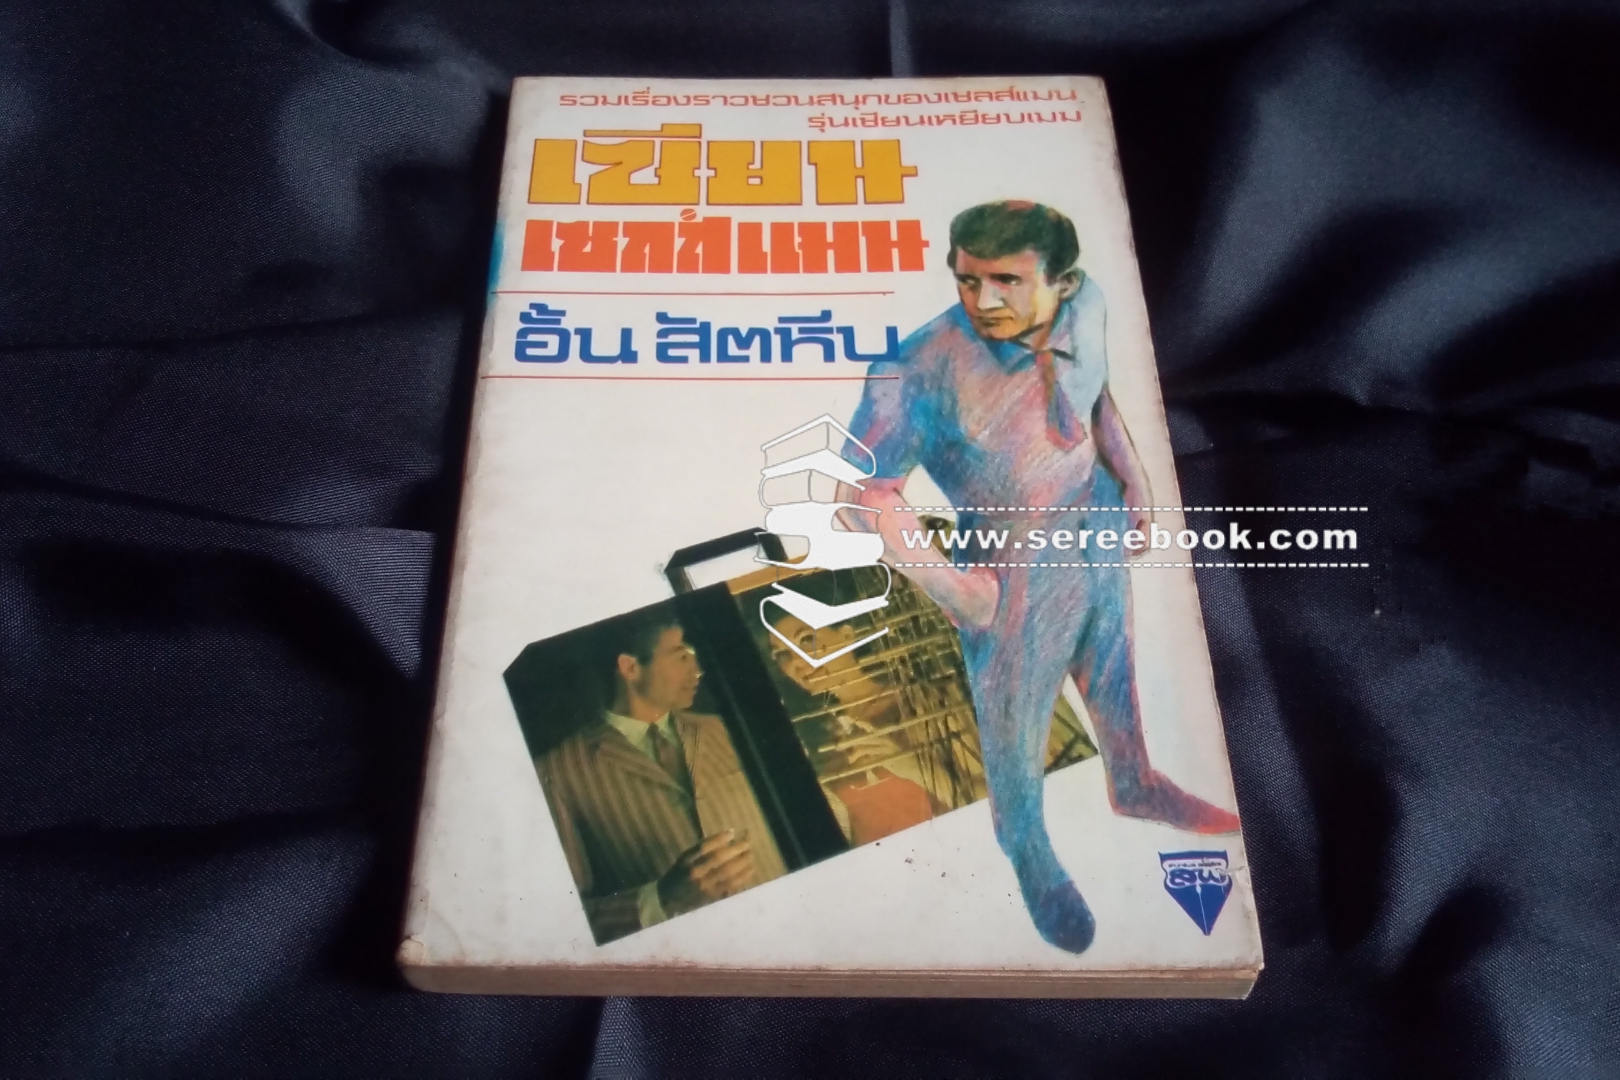 รวมเรื่องราวชวนสนุกของเซลส์แมน
รุ่นเซียนเหยียบเมฆ
เซียน
เซลส์แมน
อั้น สัตหีบ
www.sereebook.com
สพ